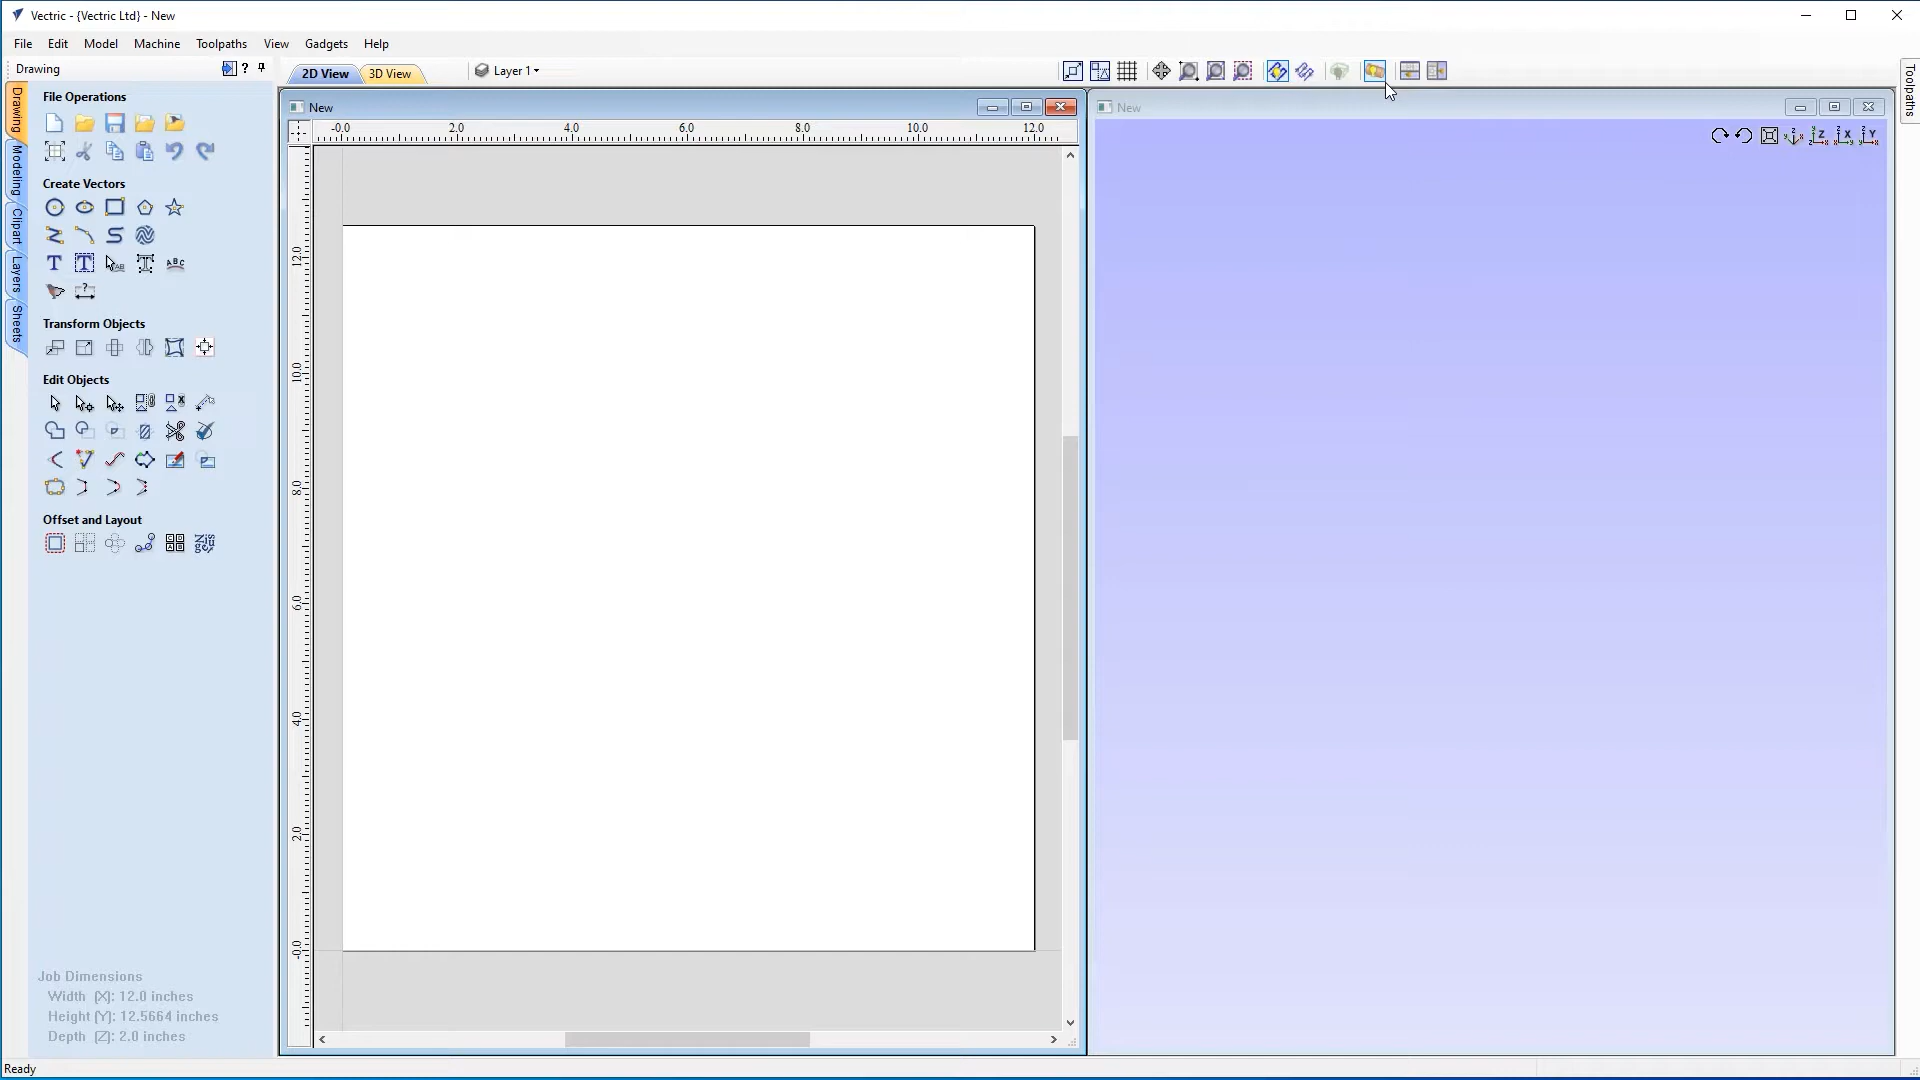 Vectric - {Vectric Ltd} - New
File Edit Model Machine Toolpaths View Gadgets Help
Drawing ?
2D View 3D View Layer 1
Toolpaths
Drawing
Modeling
Clipart
Layers
Sheets
File Operations
Create Vectors
Transform Objects
Edit Objects
Offset and Layout
New
-0.0 2.0 4.0 6.0 8.0 10.0 12.0
12.0
10.0
8.0
6.0
4.0
2.0
-0.0
New
Job Dimensions
Width (X): 12.0 inches
Height (Y): 12.5664 inches
Depth (Z): 2.0 inches
Ready